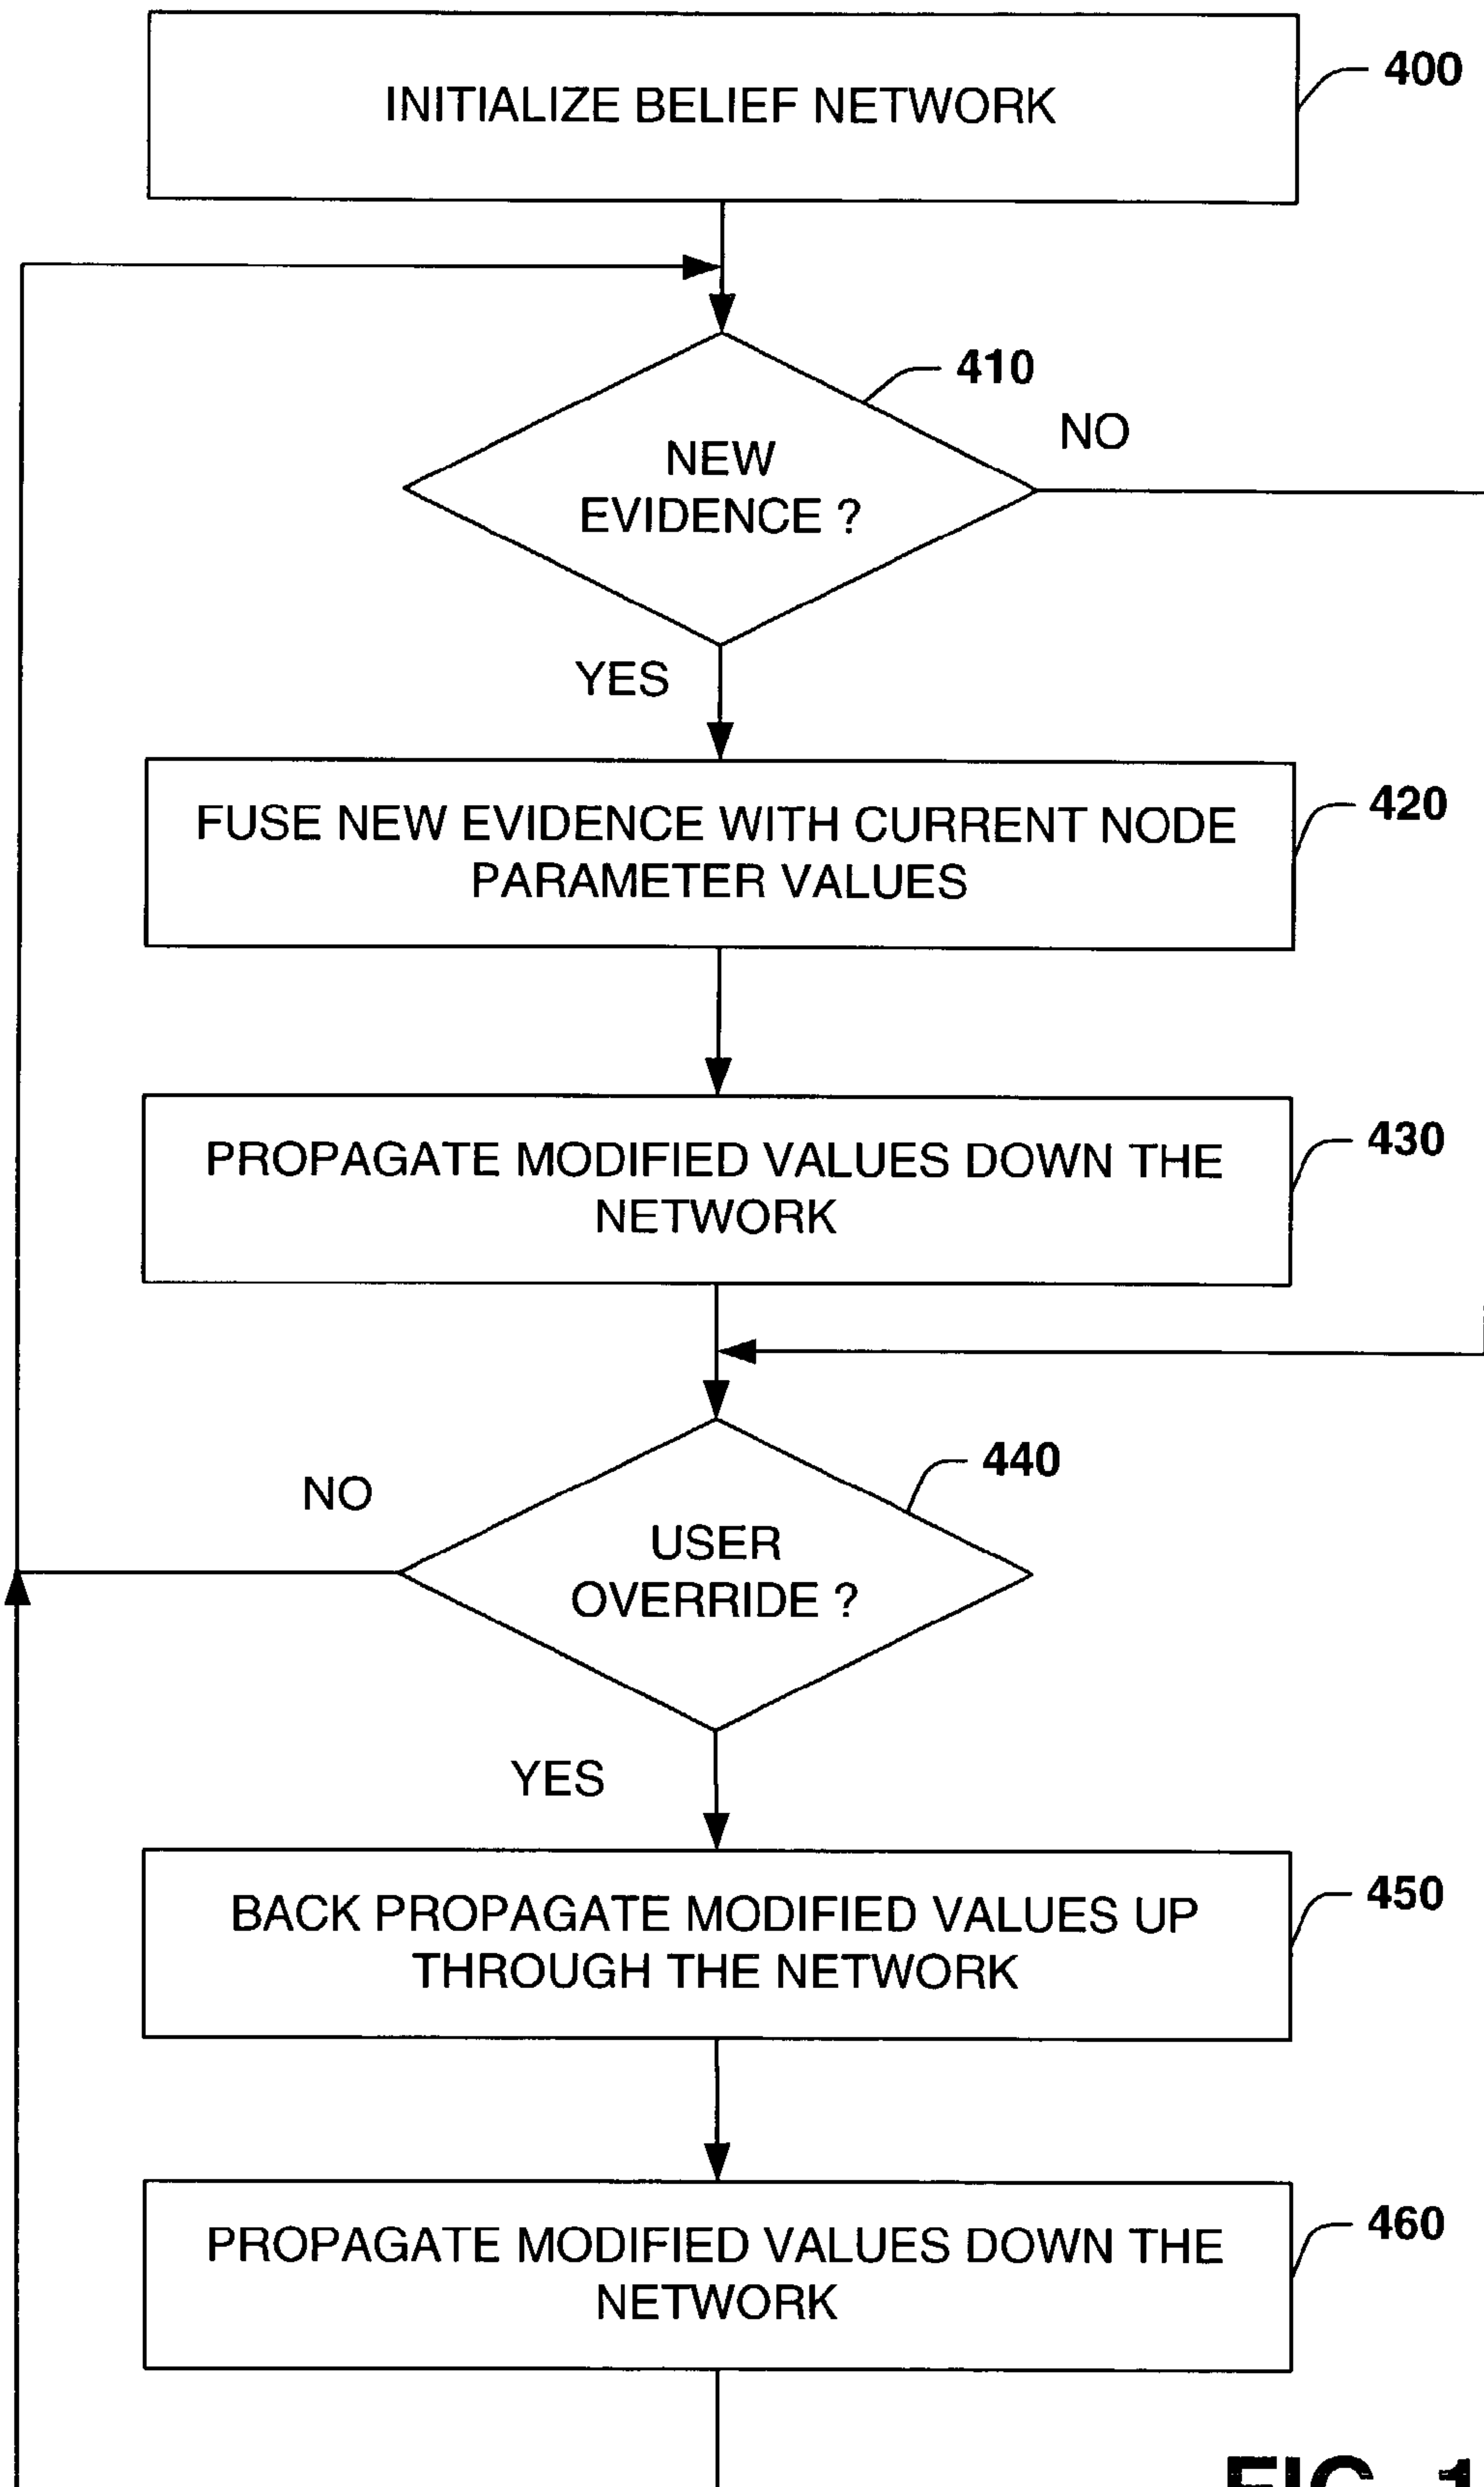 INITIALIZE BELIEF NETWORK
400
410
NO
NEW
EVIDENCE ?
YES
FUSE NEW EVIDENCE WITH CURRENT NODE
PARAMETER VALUES
420
PROPAGATE MODIFIED VALUES DOWN THE
NETWORK
430
440
NO
USER
OVERRIDE ?
YES
BACK PROPAGATE MODIFIED VALUES UP
THROUGH THE NETWORK
450
PROPAGATE MODIFIED VALUES DOWN THE
NETWORK
460
FIG. 1